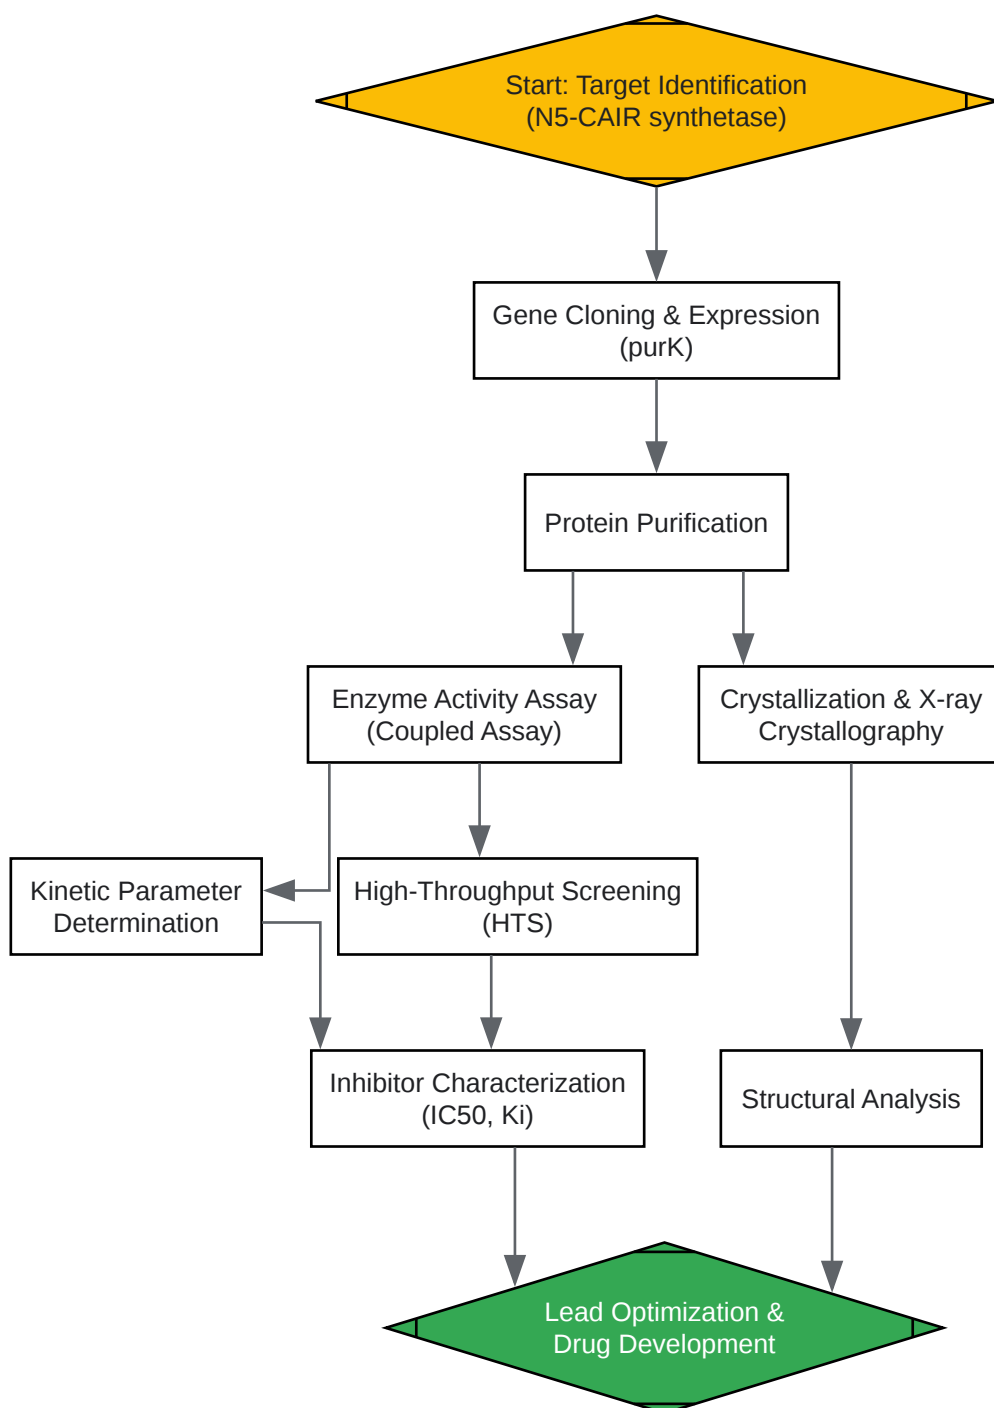 Start: Target Identification
(N5-CAIR synthetase)
Gene Cloning & Expression
(purK)
Protein Purification
Enzyme Activity Assay
(Coupled Assay)
Crystallization & X-ray
Crystallography
Kinetic Parameter
Determination
High-Throughput Screening
(HTS)
Inhibitor Characterization
(IC50, Ki)
Structural Analysis
Lead Optimization &
Drug Development